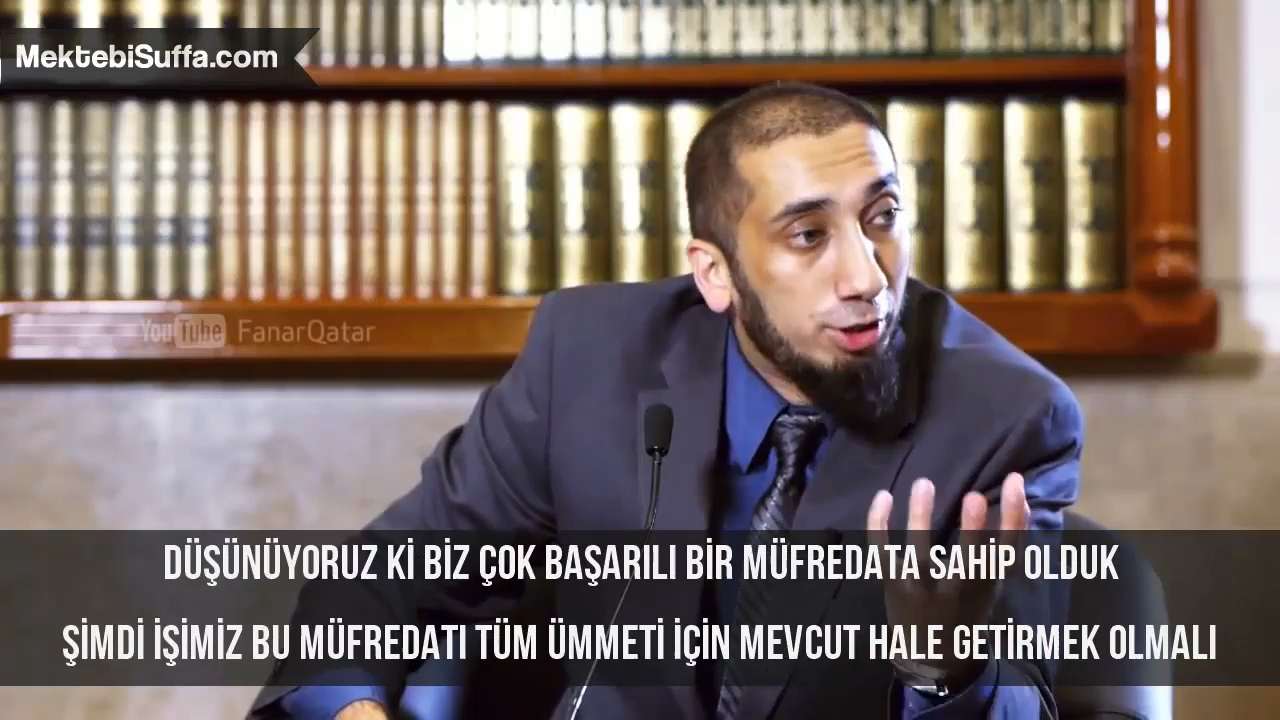 MektebiSuffa.com
YouTube FanarQatar
DÜŞÜNÜYORUZ Kİ BİZ ÇOK BAŞARILI BİR MÜFREDATA SAHİP OLDUK
ŞİMDİ İŞİMİZ BU MÜFREDATI TÜM ÜMMETİ İÇİN MEVCUT HALE GETİRMEK OLMALI